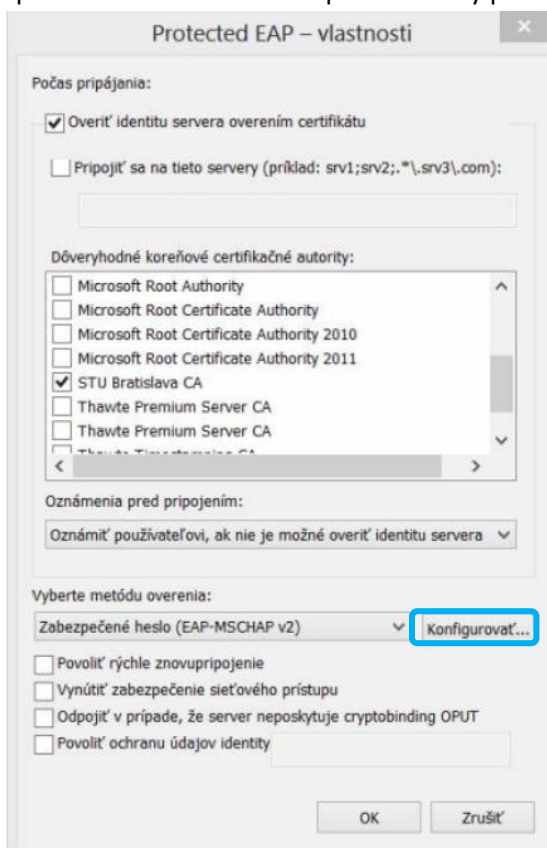 Protected EAP – vlastnosti
Počas pripájania:
Overiť identitu servera overením certifikátu
Pripojiť sa na tieto servery (príklad: srv1;srv2;.*\.srv3\.com):
Dôveryhodné koreňové certifikačné autority:
Microsoft Root Authority
Microsoft Root Certificate Authority
Microsoft Root Certificate Authority 2010
Microsoft Root Certificate Authority 2011
STU Bratislava CA
Thawte Premium Server CA
Thawte Premium Server CA
Thawte Timestamping CA
Oznámenia pred pripojením:
Oznámiť používateľovi, ak nie je možné overiť identitu servera
Vyberte metódu overenia:
Zabezpečené heslo (EAP-MSCHAP v2)
Konfigurovať...
Povoliť rýchle znovupripojenie
Vynútiť zabezpečenie sieťového prístupu
Odpojiť v prípade, že server neposkytuje cryptobinding OPUT
Povoliť ochranu údajov identity
OK
Zrušiť